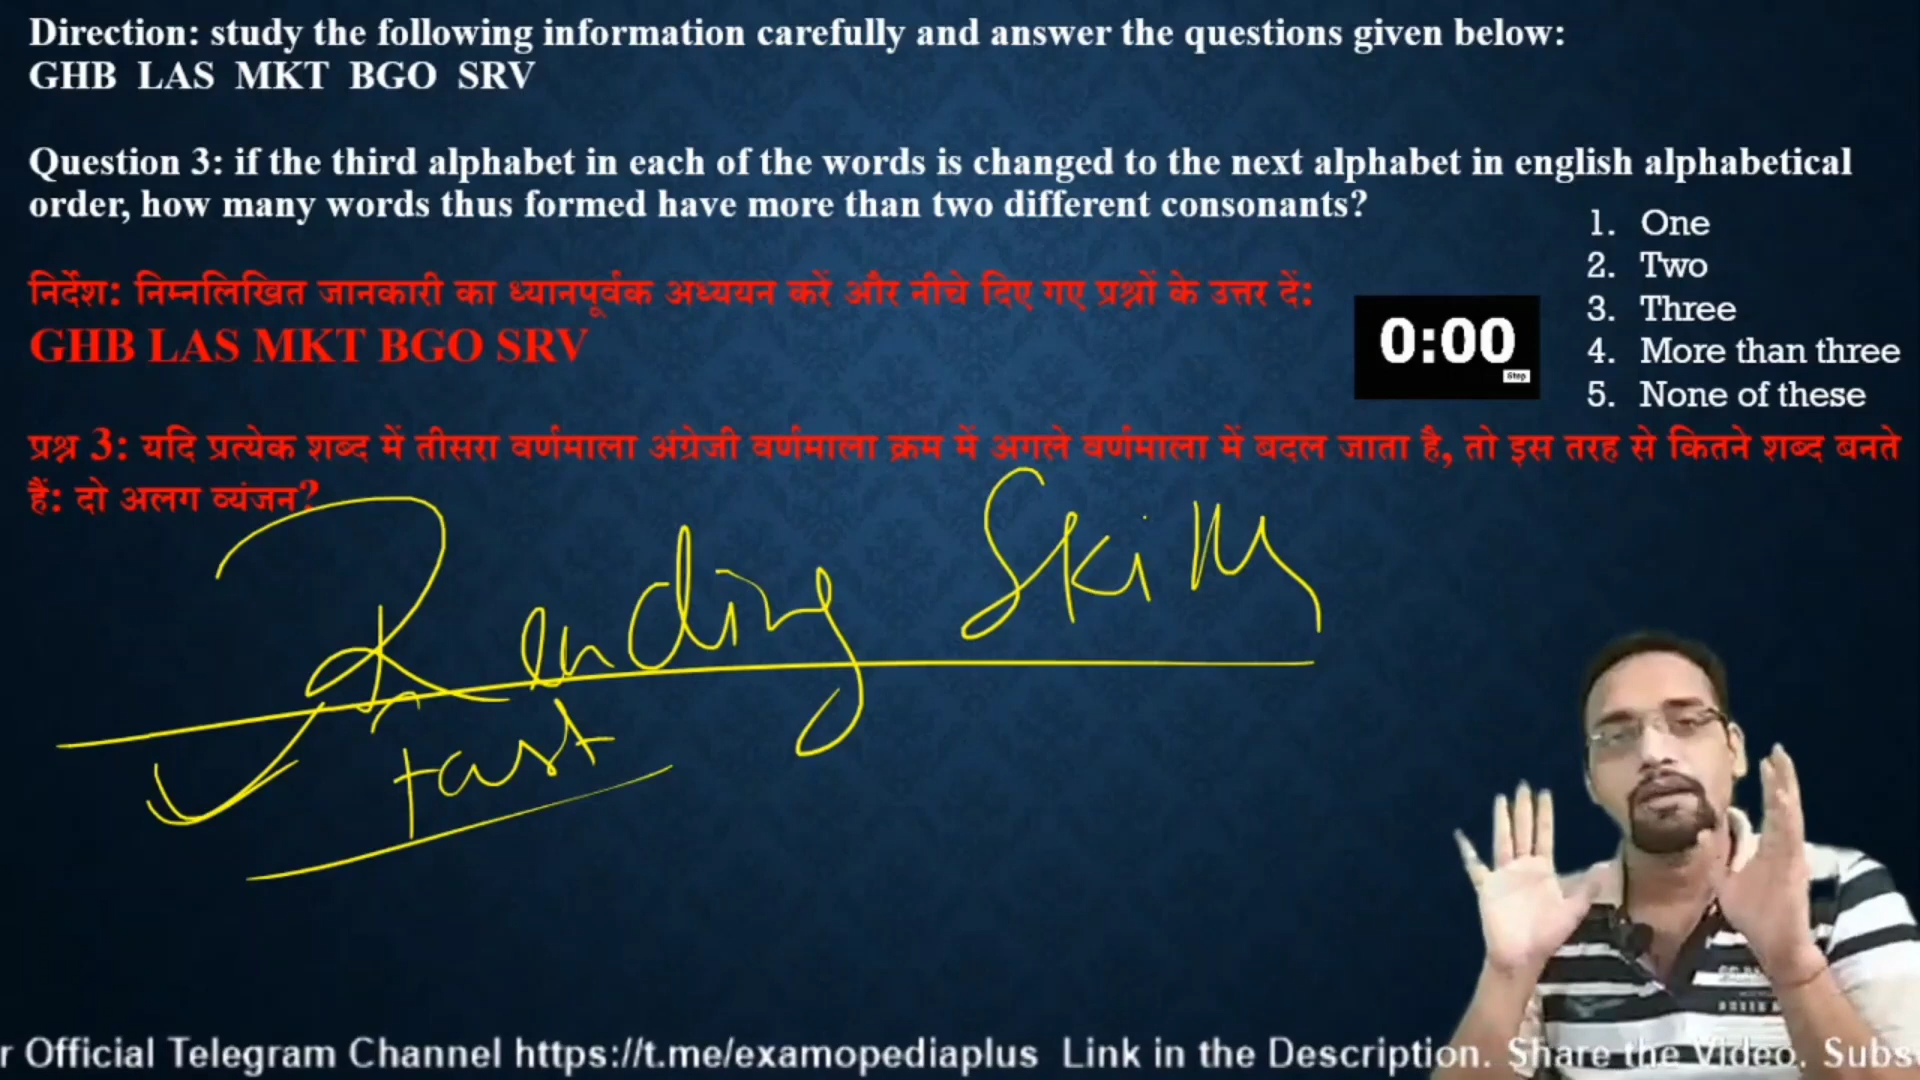 Direction: study the following information carefully and answer the questions given below:
GHB LAS MKT BGO SRV
Question 3: if the third alphabet in each of the words is changed to the next alphabet in english alphabetical
order, how many words thus formed have more than two different consonants?
1. One
2. Two
3. Three
4. More than three
5. None of these
निर्देश: निम्नलिखित जानकारी का ध्यानपूर्वक अध्ययन करें और नीचे दिए गए प्रश्नों के उत्तर दें:
GHB LAS MKT BGO SRV
0:00
Stop
प्रश्न 3: यदि प्रत्येक शब्द में तीसरा वर्णमाला अंग्रेजी वर्णमाला क्रम में अगले वर्णमाला में बदल जाता है, तो इस तरह से कितने शब्द बनते
हैं: दो अलग व्यंजन?
Reading Skills
fast
r Official Telegram Channel https://t.me/examopediaplus Link in the Description. Share the Video. Subs